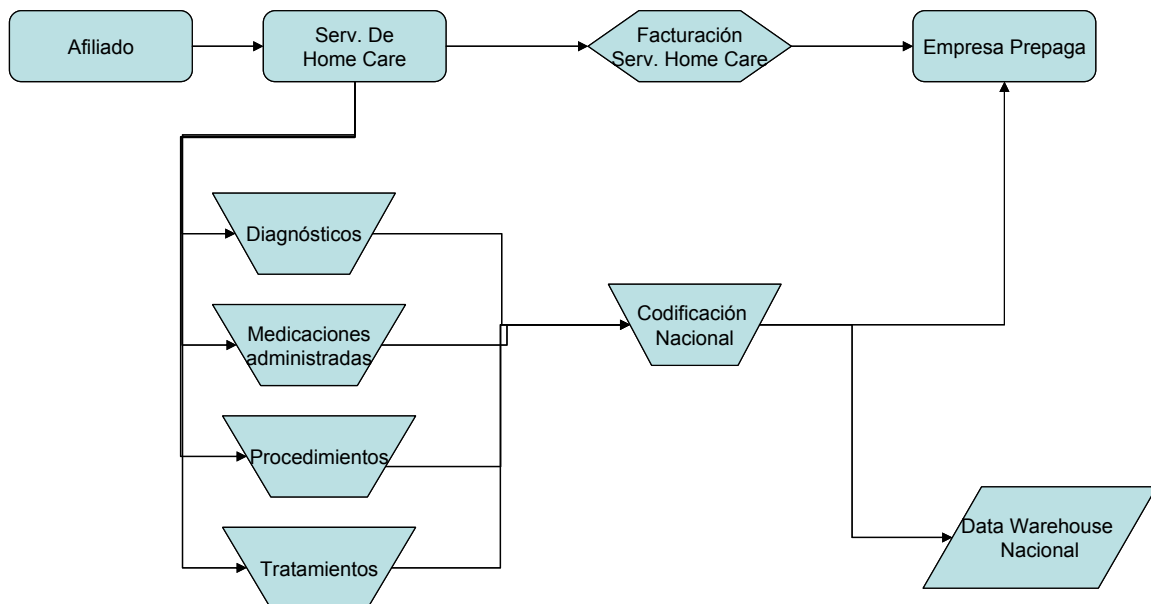 Afiliado
Serv. De
Home Care
Facturación
Serv. Home Care
Empresa Prepaga
Diagnósticos
Medicaciones
administradas
Procedimientos
Tratamientos
Codificación
Nacional
Data Warehouse
Nacional